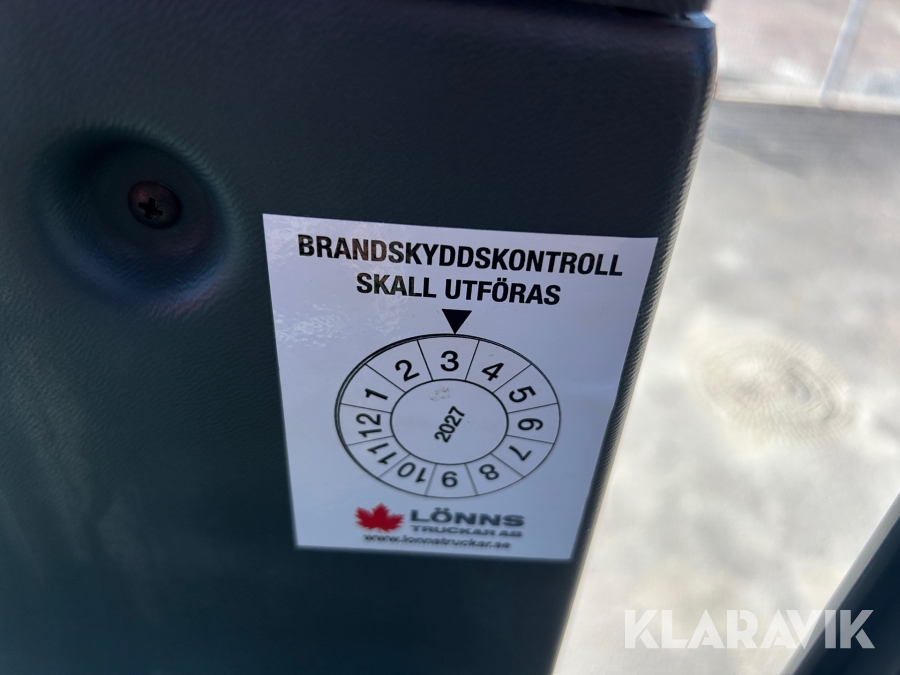 BRANDSKYDDSKONTROLL
SKALL UTFÖRAS
1 2 3 4 5 6 7 8 9 10 11 12
2027
LÖNNS
TRUCKAR AB
www.lonnstruckar.se
KLARAVIK